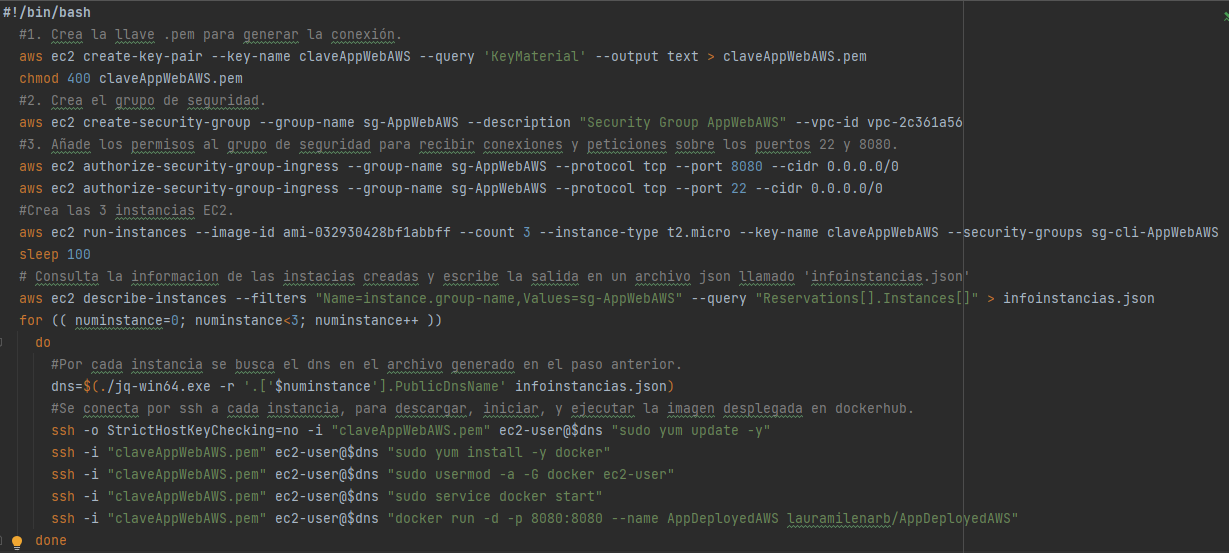 #!/bin/bash
#1. Crea la llave .pem para generar la conexión.
aws ec2 create-key-pair --key-name claveAppWebAWS --query 'KeyMaterial' --output text > claveAppWebAWS.pem
chmod 400 claveAppWebAWS.pem
#2. Crea el grupo de seguridad.
aws ec2 create-security-group --group-name sg-AppWebAWS --description "Security Group AppWebAWS" --vpc-id vpc-2c361a56
#3. Añade los permisos al grupo de seguridad para recibir conexiones y peticiones sobre los puertos 22 y 8080.
aws ec2 authorize-security-group-ingress --group-name sg-AppWebAWS --protocol tcp --port 8080 --cidr 0.0.0.0/0
aws ec2 authorize-security-group-ingress --group-name sg-AppWebAWS --protocol tcp --port 22 --cidr 0.0.0.0/0
#Crea las 3 instancias EC2.
aws ec2 run-instances --image-id ami-032930428bf1abbff --count 3 --instance-type t2.micro --key-name claveAppWebAWS --security-groups sg-cli-AppWebAWS
sleep 100
# Consulta la informacion de las instacias creadas y escribe la salida en un archivo json llamado 'infoinstancias.json'
aws ec2 describe-instances --filters "Name=instance.group-name,Values=sg-AppWebAWS" --query "Reservations[].Instances[]" > infoinstancias.json
for (( numinstance=0; numinstance<3; numinstance++ ))
do
#Por cada instancia se busca el dns en el archivo generado en el paso anterior.
dns=$(./jq-win64.exe -r '.['$numinstance'].PublicDnsName' infoinstancias.json)
#Se conecta por ssh a cada instancia, para descargar, iniciar, y ejecutar la imagen desplegada en dockerhub.
ssh -o StrictHostKeyChecking=no -i "claveAppWebAWS.pem" ec2-user@$dns "sudo yum update -y"
ssh -i "claveAppWebAWS.pem" ec2-user@$dns "sudo yum install -y docker"
ssh -i "claveAppWebAWS.pem" ec2-user@$dns "sudo usermod -a -G docker ec2-user"
ssh -i "claveAppWebAWS.pem" ec2-user@$dns "sudo service docker start"
ssh -i "claveAppWebAWS.pem" ec2-user@$dns "docker run -d -p 8080:8080 --name AppDeployedAWS lauramilenarb/AppDeployedAWS"
done